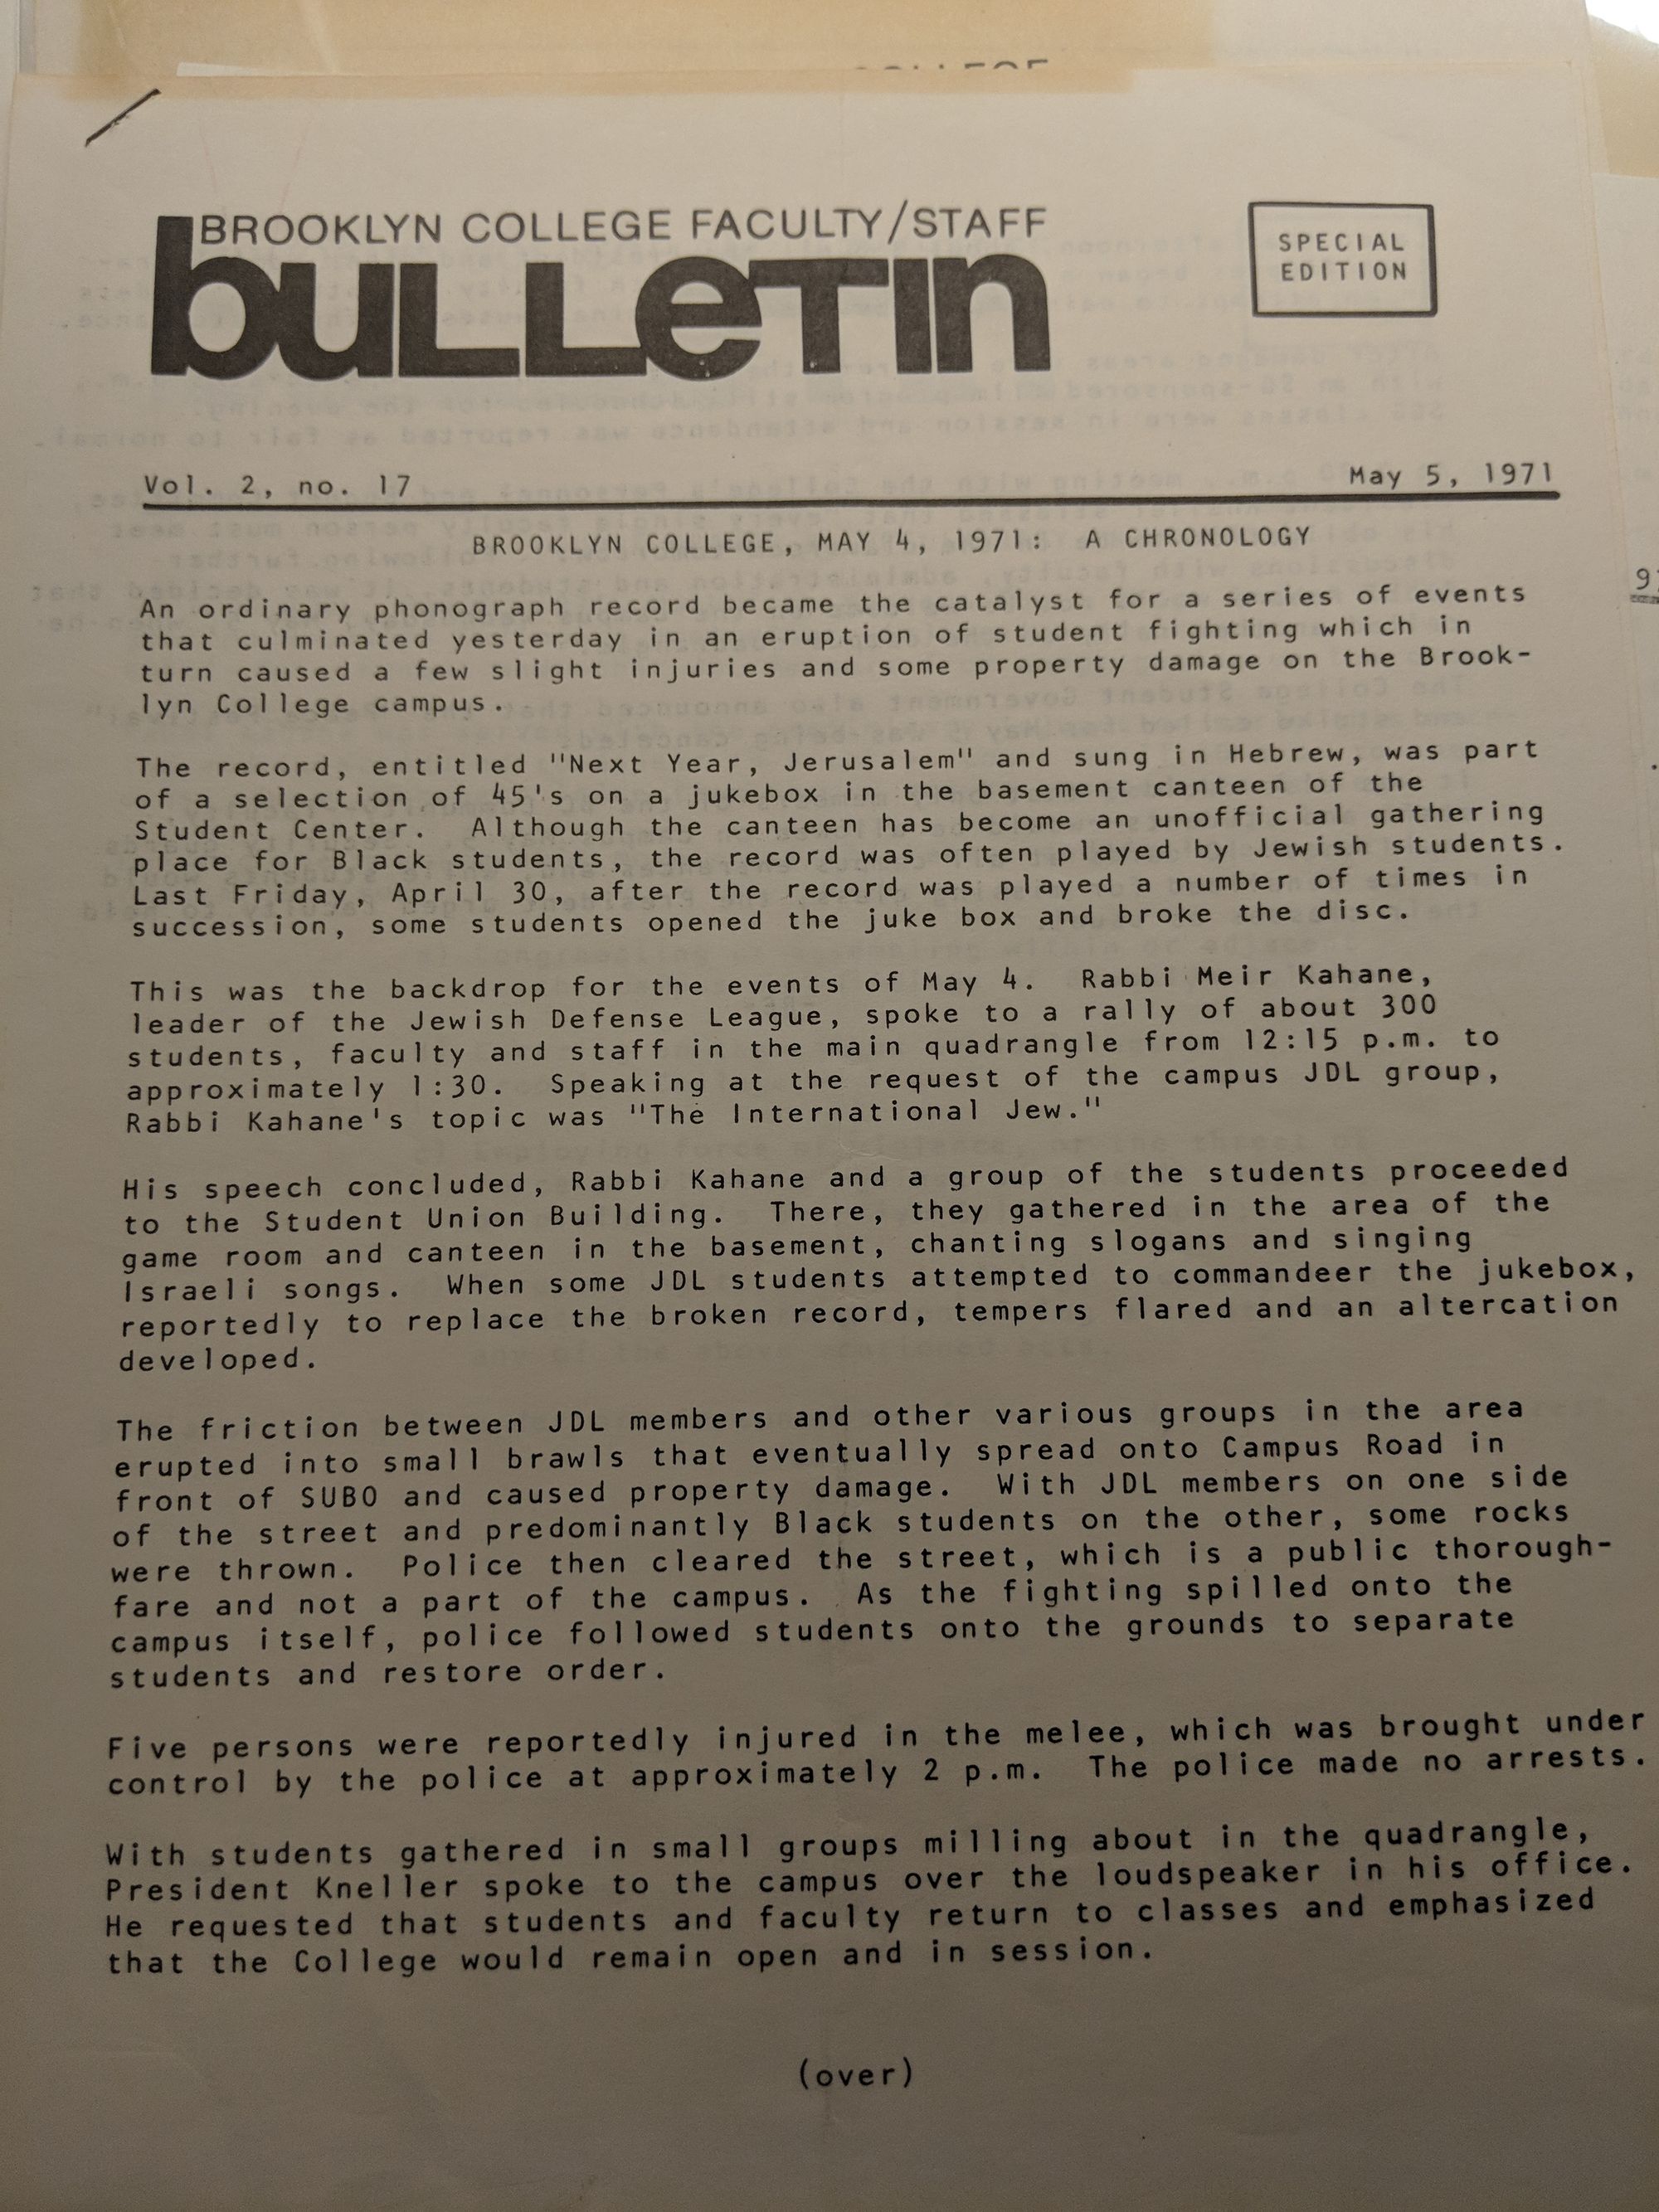 BROOKLYN COLLEGE FACULTY/STAFF
buLLeTIn
SPECIAL
EDITION
Vol. 2, no. 17
May 5, 1971
BROOKLYN COLLEGE, MAY 4, 1971: A CHRONOLOGY
An ordinary phonograph record became the catalyst for a series of events
that culminated yesterday in an eruption of student fighting which in
turn caused a few slight injuries and some property damage on the Brook-
lyn College campus.
The record, entitled "Next Year, Jerusalem" and sung in Hebrew, was part
of a selection of 45's on a jukebox in the basement canteen of the
Student Center. Although the canteen has become an unofficial gathering
place for Black students, the record was often played by Jewish students.
Last Friday, April 30, after the record was played a number of times in
succession, some students opened the juke box and broke the disc.
This was the backdrop for the events of May 4. Rabbi Meir Kahane,
leader of the Jewish Defense League, spoke to a rally of about 300
students, faculty and staff in the main quadrangle from 12:15 p.m. to
approximately 1:30. Speaking at the request of the campus JDL group,
Rabbi Kahane's topic was "The International Jew."
His speech concluded, Rabbi Kahane and a group of the students proceeded
to the Student Union Building. There, they gathered in the area of the
game room and canteen in the basement, chanting slogans and singing
Israeli songs. When some JDL students attempted to commandeer the jukebox,
reportedly to replace the broken record, tempers flared and an altercation
developed.
The friction between JDL members and other various groups in the area
erupted into small brawls that eventually spread onto Campus Road in
front of SUBO and caused property damage. With JDL members on one side
of the street and predominantly Black students on the other, some rocks
were thrown. Police then cleared the street, which is a public thorough-
fare and not a part of the campus. As the fighting spilled onto the
campus itself, police followed students onto the grounds to separate
students and restore order.
Five persons were reportedly injured in the melee, which was brought under
control by the police at approximately 2 p.m. The police made no arrests.
With students gathered in small groups milling about in the quadrangle,
President Kneller spoke to the campus over the loudspeaker in his office.
He requested that students and faculty return to classes and emphasized
that the College would remain open and in session.
(over)